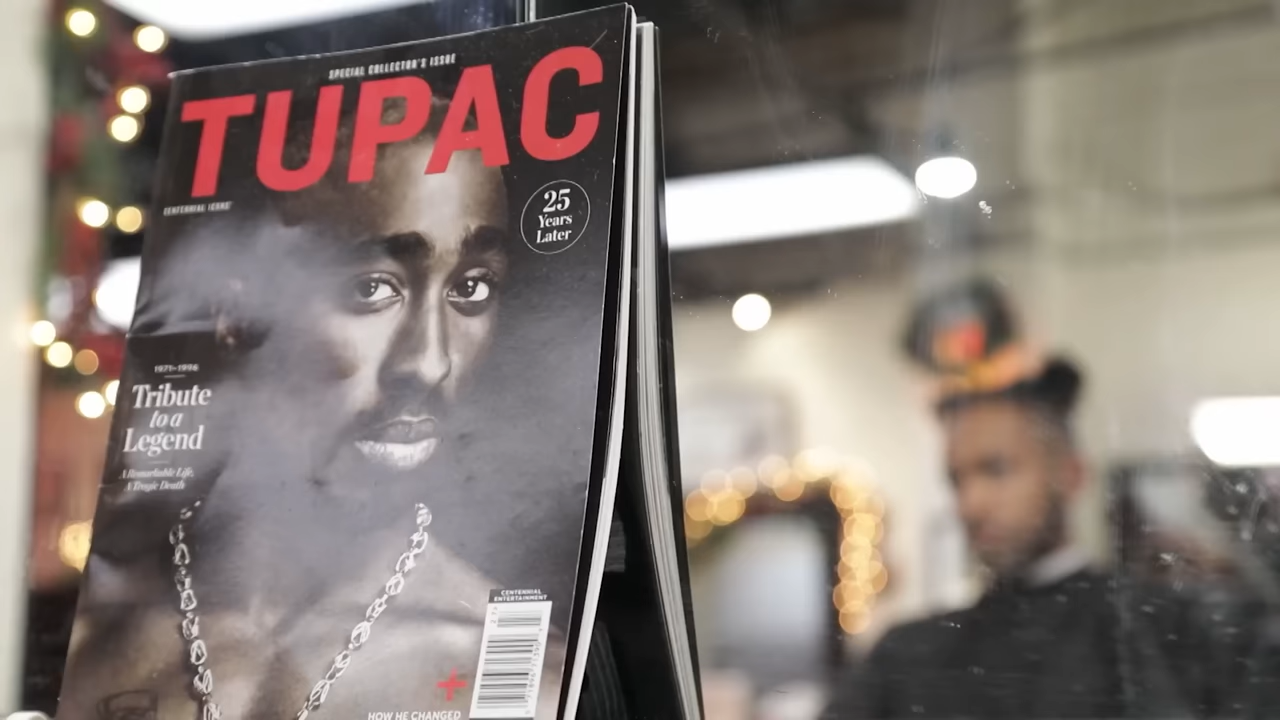 SPECIAL COLLECTOR'S ISSUE
TUPAC
CENTENNIAL ICONS
25
Years
Later
1971–1996
Tribute
to a
Legend
A Remarkable Life,
A Tragic Death
CENTENNIAL
ENTERTAINMENT
+
HOW HE CHANGED